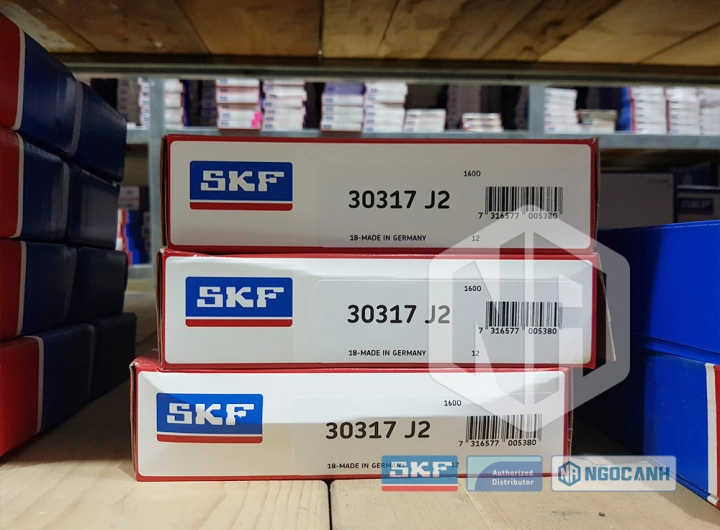 SKF
1600
30317 J2
7 316577 005380
18-MADE IN GERMANY 12
SKF
1600
30317 J2
7 316577 005380
18-MADE IN GERMANY 12
SKF
1600
30317 J2
7 316577 005380
18-MADE IN GERMANY 12
SKF
Authorized
Distributor
NGOCANH